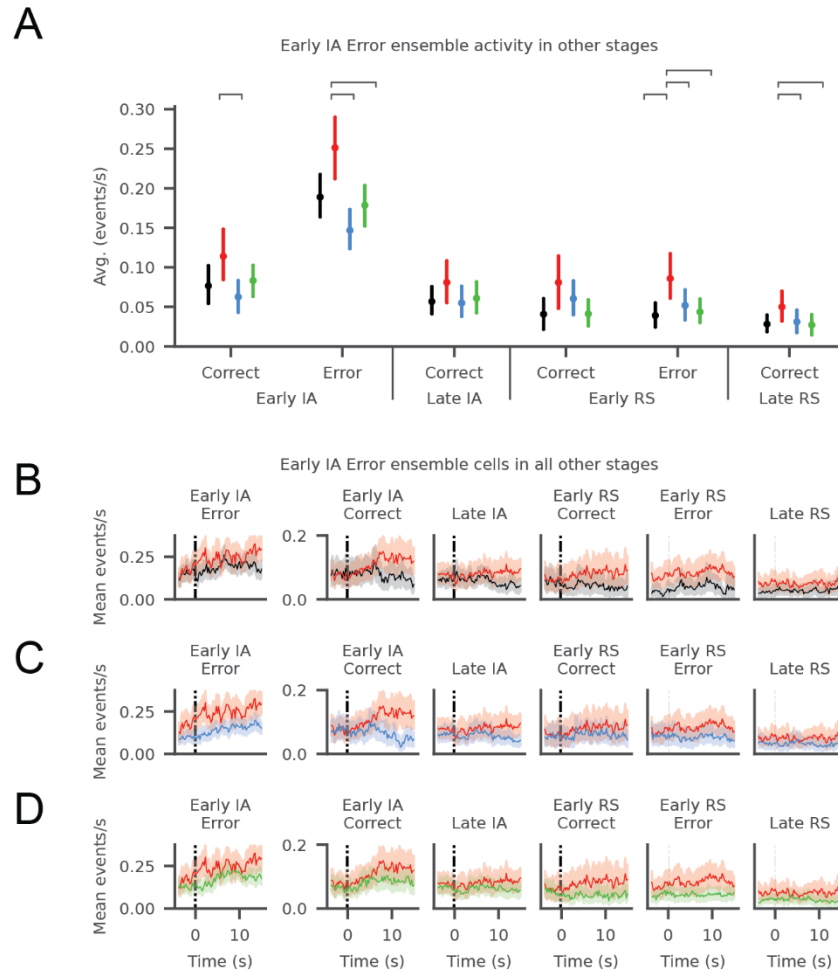 A
Early IA Error ensemble activity in other stages
Avg. (events/s)
0.30
0.25
0.20
0.15
0.10
0.05
0.00
Correct Error Correct Correct Error Correct
Early IA Late IA Early RS Late RS
Early IA Error ensemble cells in all other stages
B
Mean events/s
Early IA Early IA Early RS Early RS
Error Correct Late IA Correct Error Late RS
0.25
0.00
0.2
0.0
C
Mean events/s
Early IA Early IA Early RS Early RS
Error Correct Late IA Correct Error Late RS
0.25
0.00
0.2
0.0
D
Mean events/s
Early IA Early IA Early RS Early RS
Error Correct Late IA Correct Error Late RS
0.25
0.00
0.2
0.0
0 10 0 10 0 10 0 10 0 10 0 10
Time (s) Time (s) Time (s) Time (s) Time (s) Time (s)